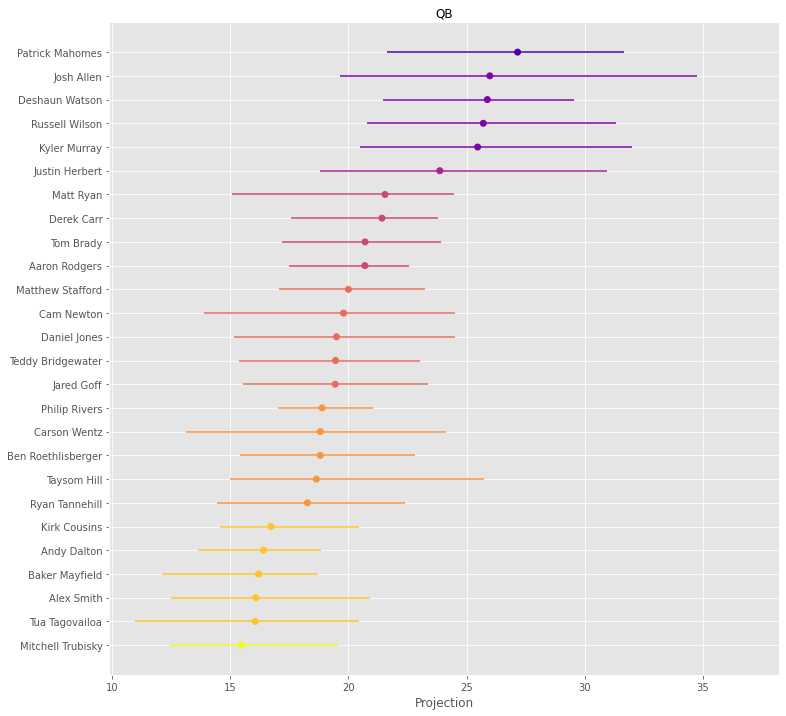 QB
Patrick Mahomes
Josh Allen
Deshaun Watson
Russell Wilson
Kyler Murray
Justin Herbert
Matt Ryan
Derek Carr
Tom Brady
Aaron Rodgers
Matthew Stafford
Cam Newton
Daniel Jones
Teddy Bridgewater
Jared Goff
Philip Rivers
Carson Wentz
Ben Roethlisberger
Taysom Hill
Ryan Tannehill
Kirk Cousins
Andy Dalton
Baker Mayfield
Alex Smith
Tua Tagovailoa
Mitchell Trubisky
10 15 20 25 30 35
Projection